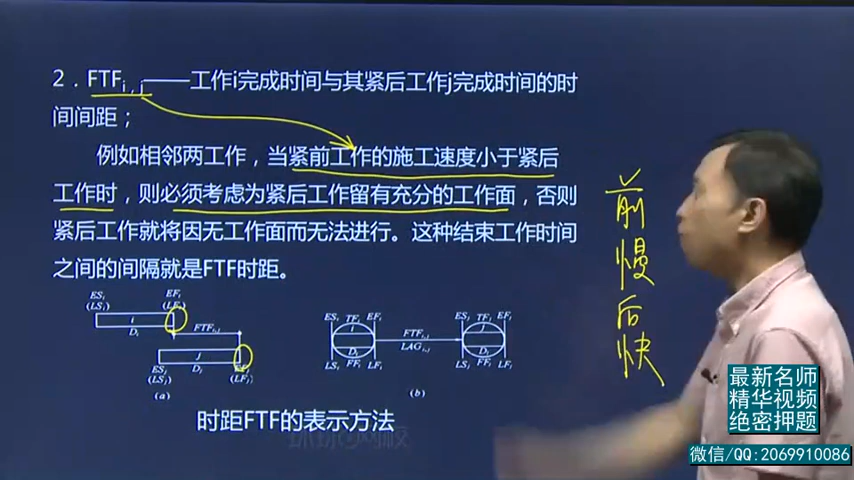 2．FTFi，j——工作i完成时间与其紧后工作j完成时间的时
间间距；
例如相邻两工作，当紧前工作的施工速度小于紧后
工作时，则必须考虑为紧后工作留有充分的工作面，否则
紧后工作就将因无工作面而无法进行。这种结束工作时间
之间的间隔就是FTF时距。
ESi
(LSi)
EFi
(LFi)
i
Di
FTFi,j
j
Dj
ESj
(LSj)
EFj
(LFj)
(a)
ESi TFi EFi
i
Di
LSi FFi LFi
FTFi,j
LAGi,j
ESj TFj EFj
j
Dj
LSj FFj LFj
(b)
时距FTF的表示方法
前
慢
后
快
最新名师
精华视频
绝密押题
微信/QQ:2069910086